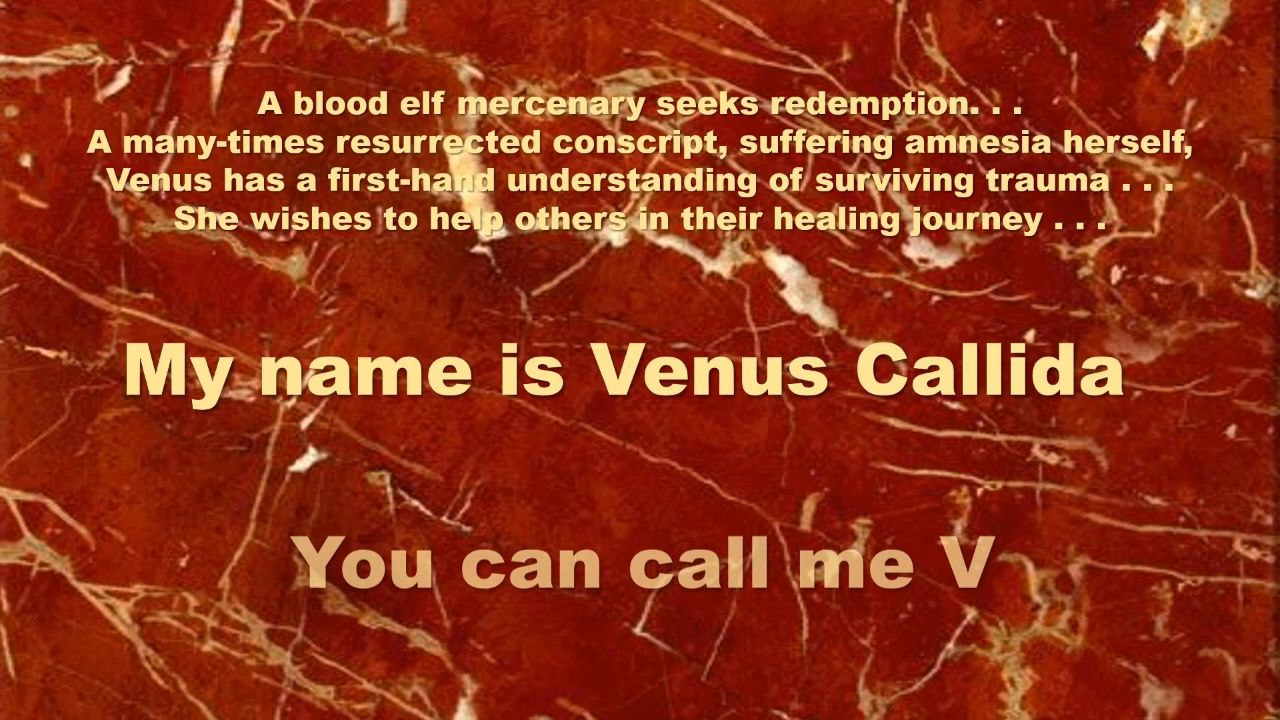 A blood elf mercenary seeks redemption. . .
A many-times resurrected conscript, suffering amnesia herself,
Venus has a first-hand understanding of surviving trauma . . .
She wishes to help others in their healing journey . . .
My name is Venus Callida
You can call me V